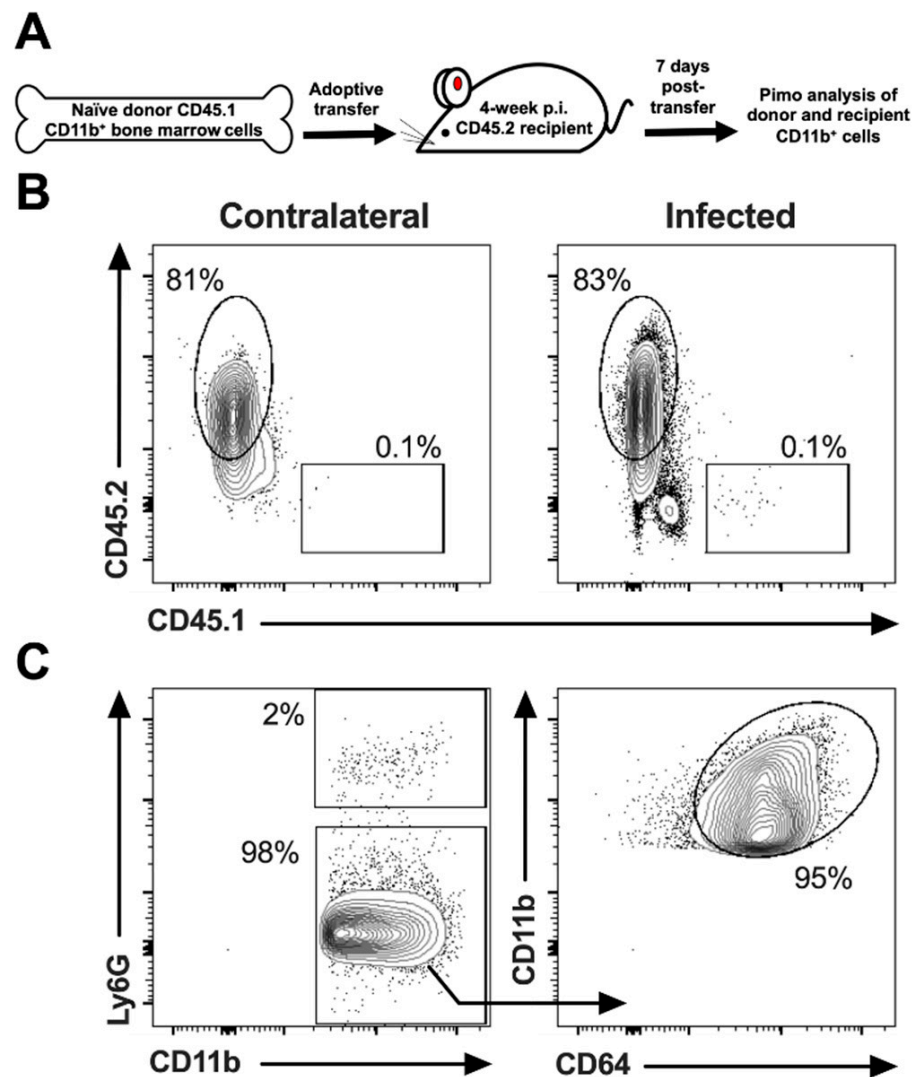 A
Naïve donor CD45.1
CD11b⁺ bone marrow cells
Adoptive
transfer
4-week p.i.
CD45.2 recipient
7 days
post-
transfer
Pimo analysis of
donor and recipient
CD11b⁺ cells
B
Contralateral
Infected
81%
0.1%
83%
0.1%
CD45.2
CD45.1
C
2%
98%
Ly6G
CD11b
CD11b
95%
CD64